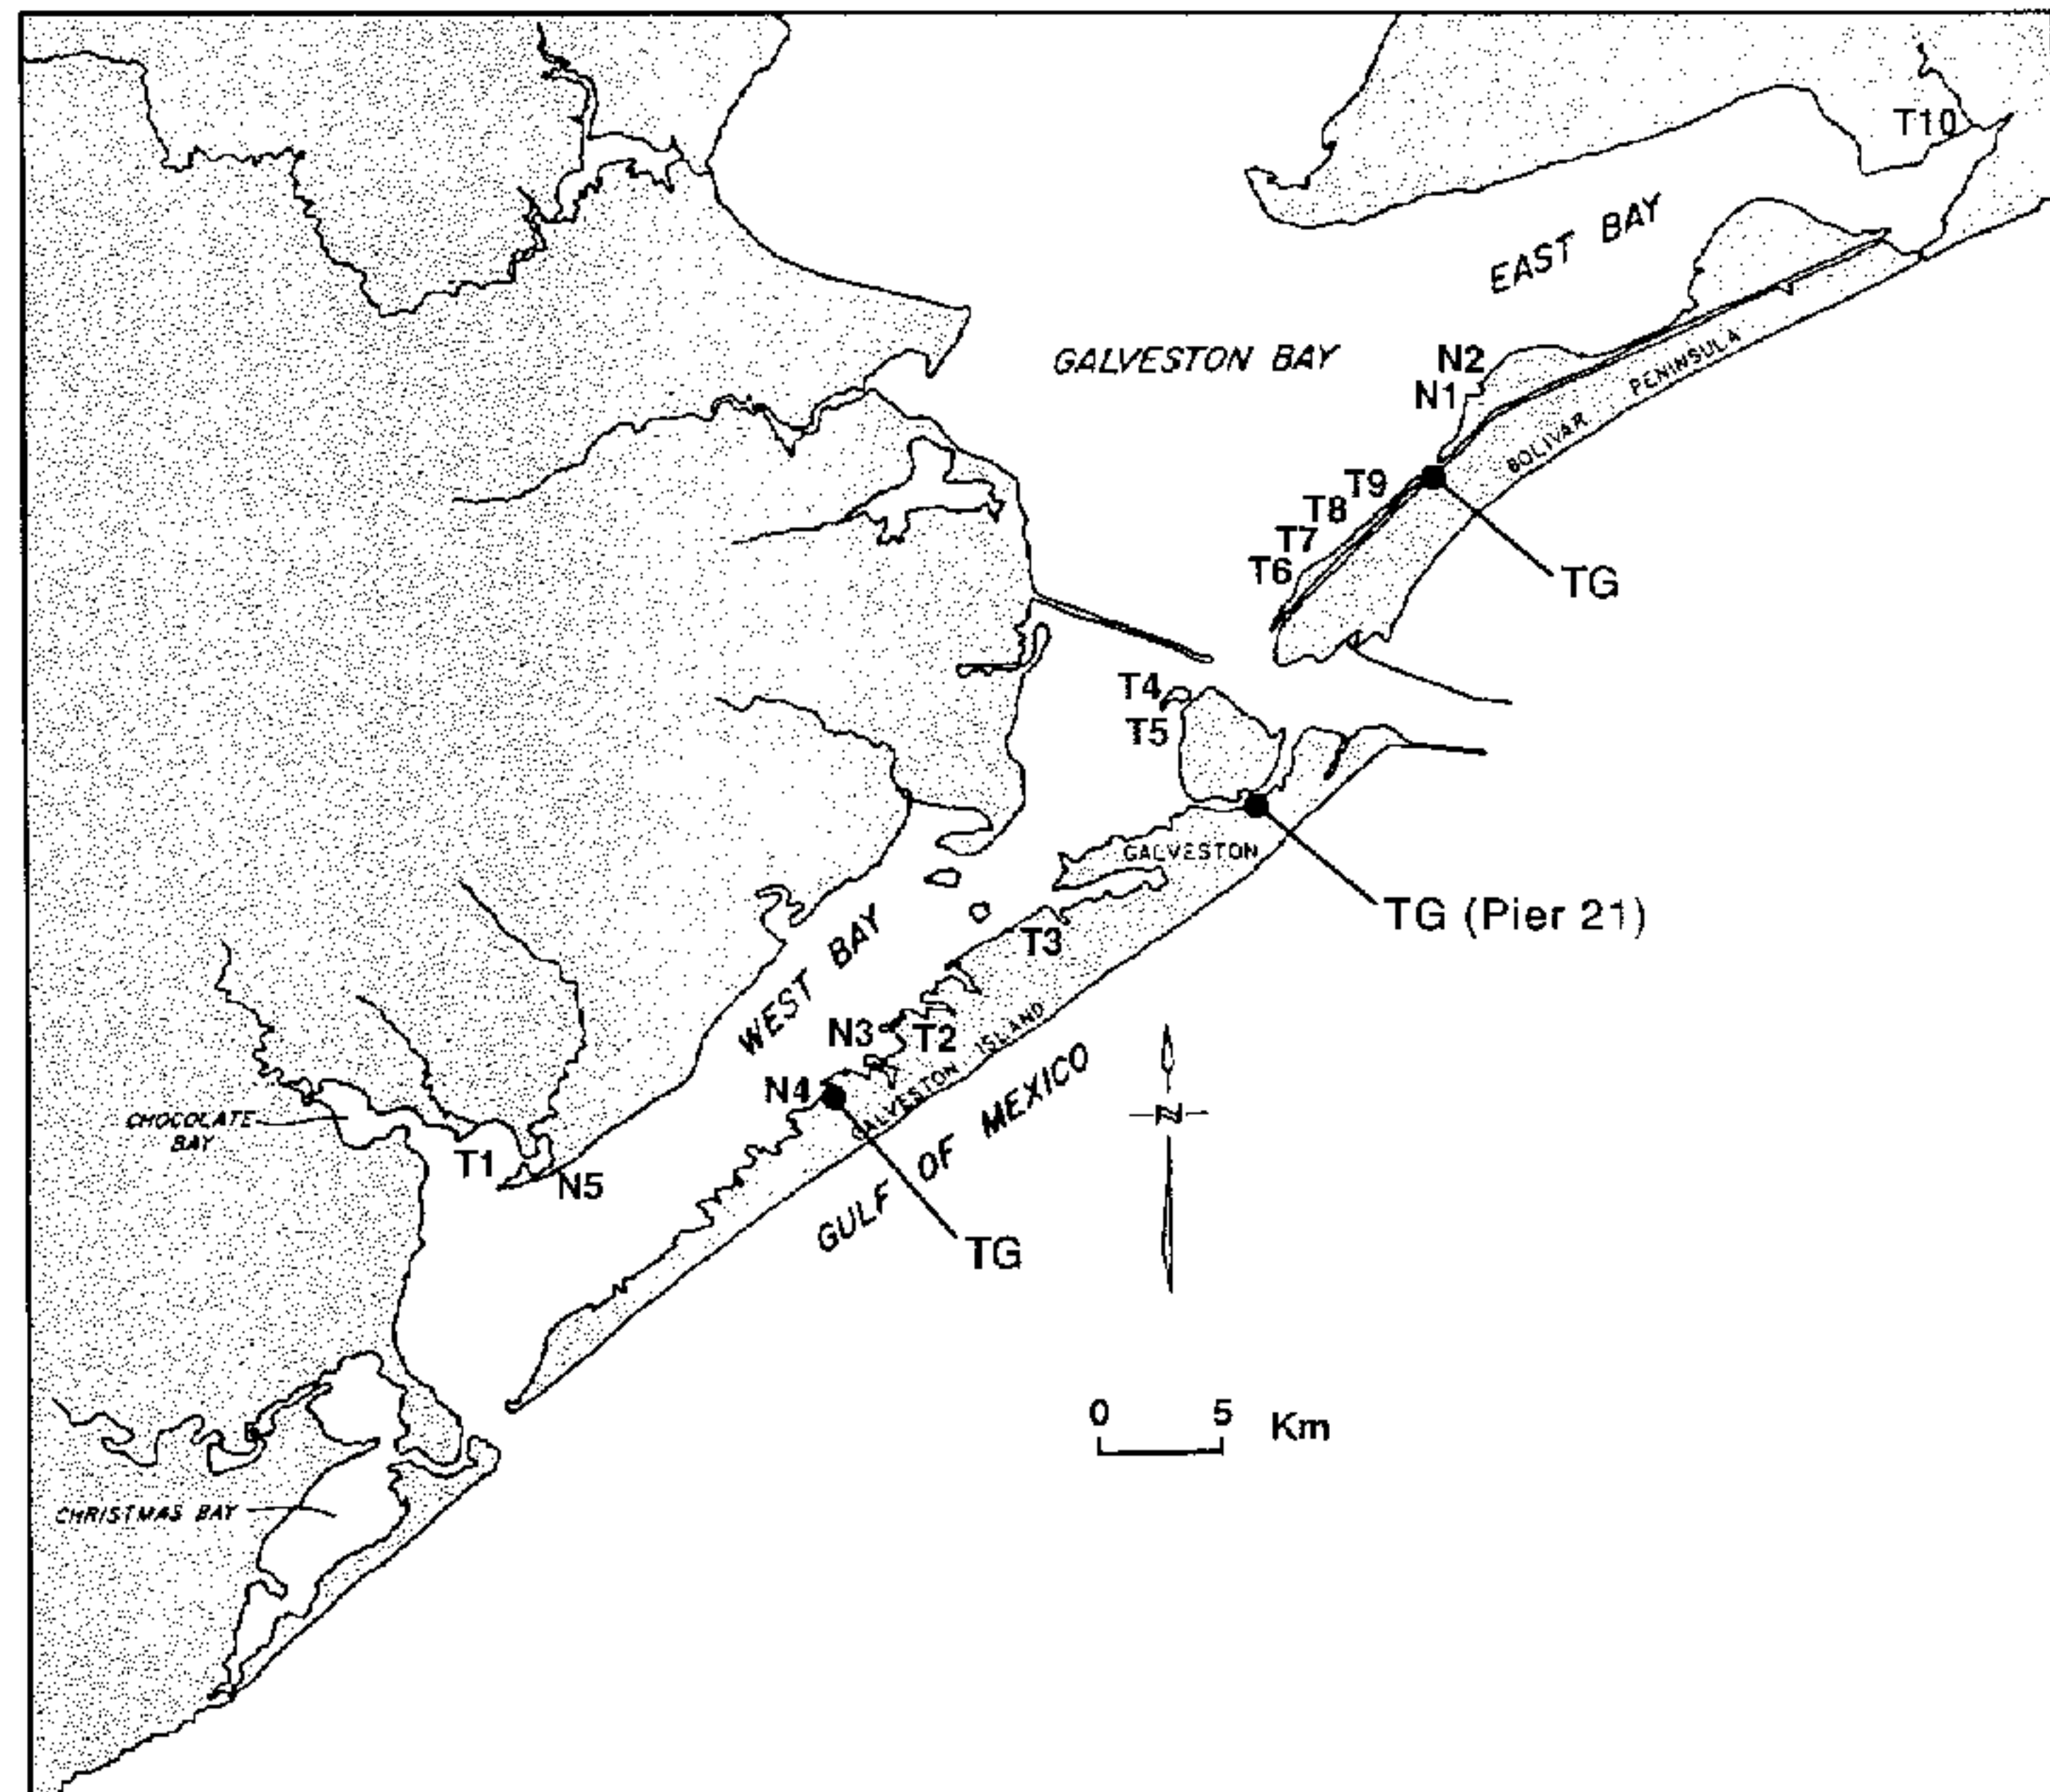 T10
EAST BAY
GALVESTON BAY
N2
N1
BOLIVAR PENINSULA
T9
T8
T7
T6
TG
T4
T5
GALVESTON
TG (Pier 21)
T3
WEST BAY
N3
T2
N4
GALVESTON ISLAND
GULF OF MEXICO
N
CHOCOLATE
BAY
T1
N5
TG
0 5 Km
CHRISTMAS BAY